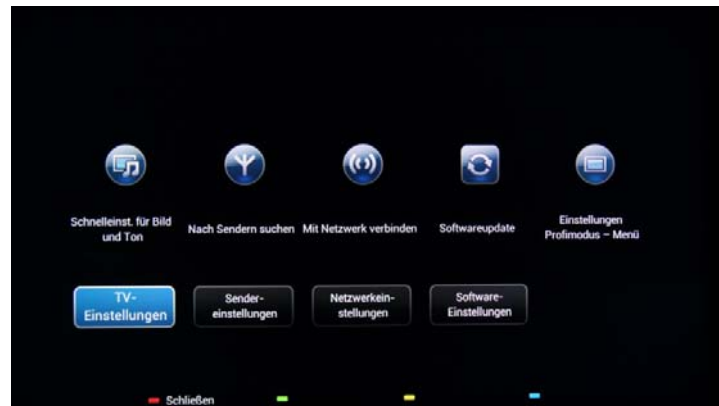 Schnelleinst. für Bild
und Ton
Nach Sendern suchen
Mit Netzwerk verbinden
Softwareupdate
Einstellungen
Profimodus – Menü
TV-
Einstellungen
Sender-
einstellungen
Netzwerkein-
stellungen
Software-
Einstellungen
Schließen